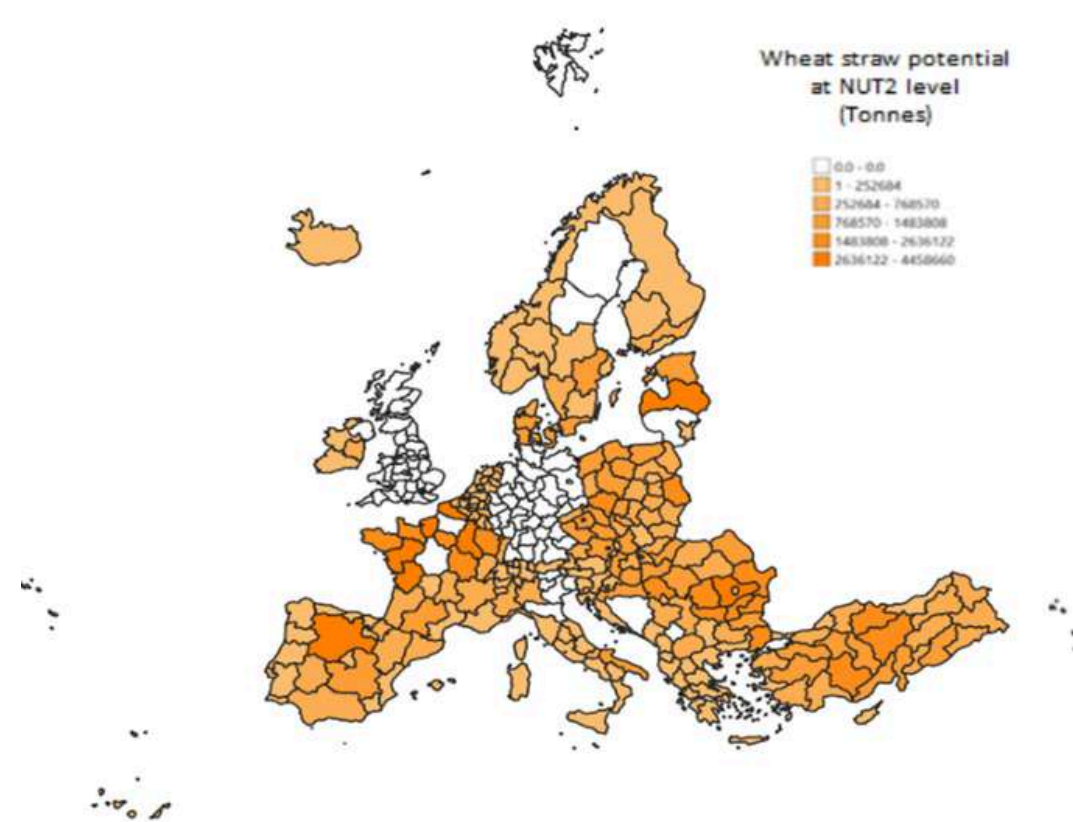 Wheat straw potential
at NUT2 level
(Tonnes)
0.0 - 0.0
1 - 252684
252684 - 768570
768570 - 1483808
1483808 - 2636122
2636122 - 4458660